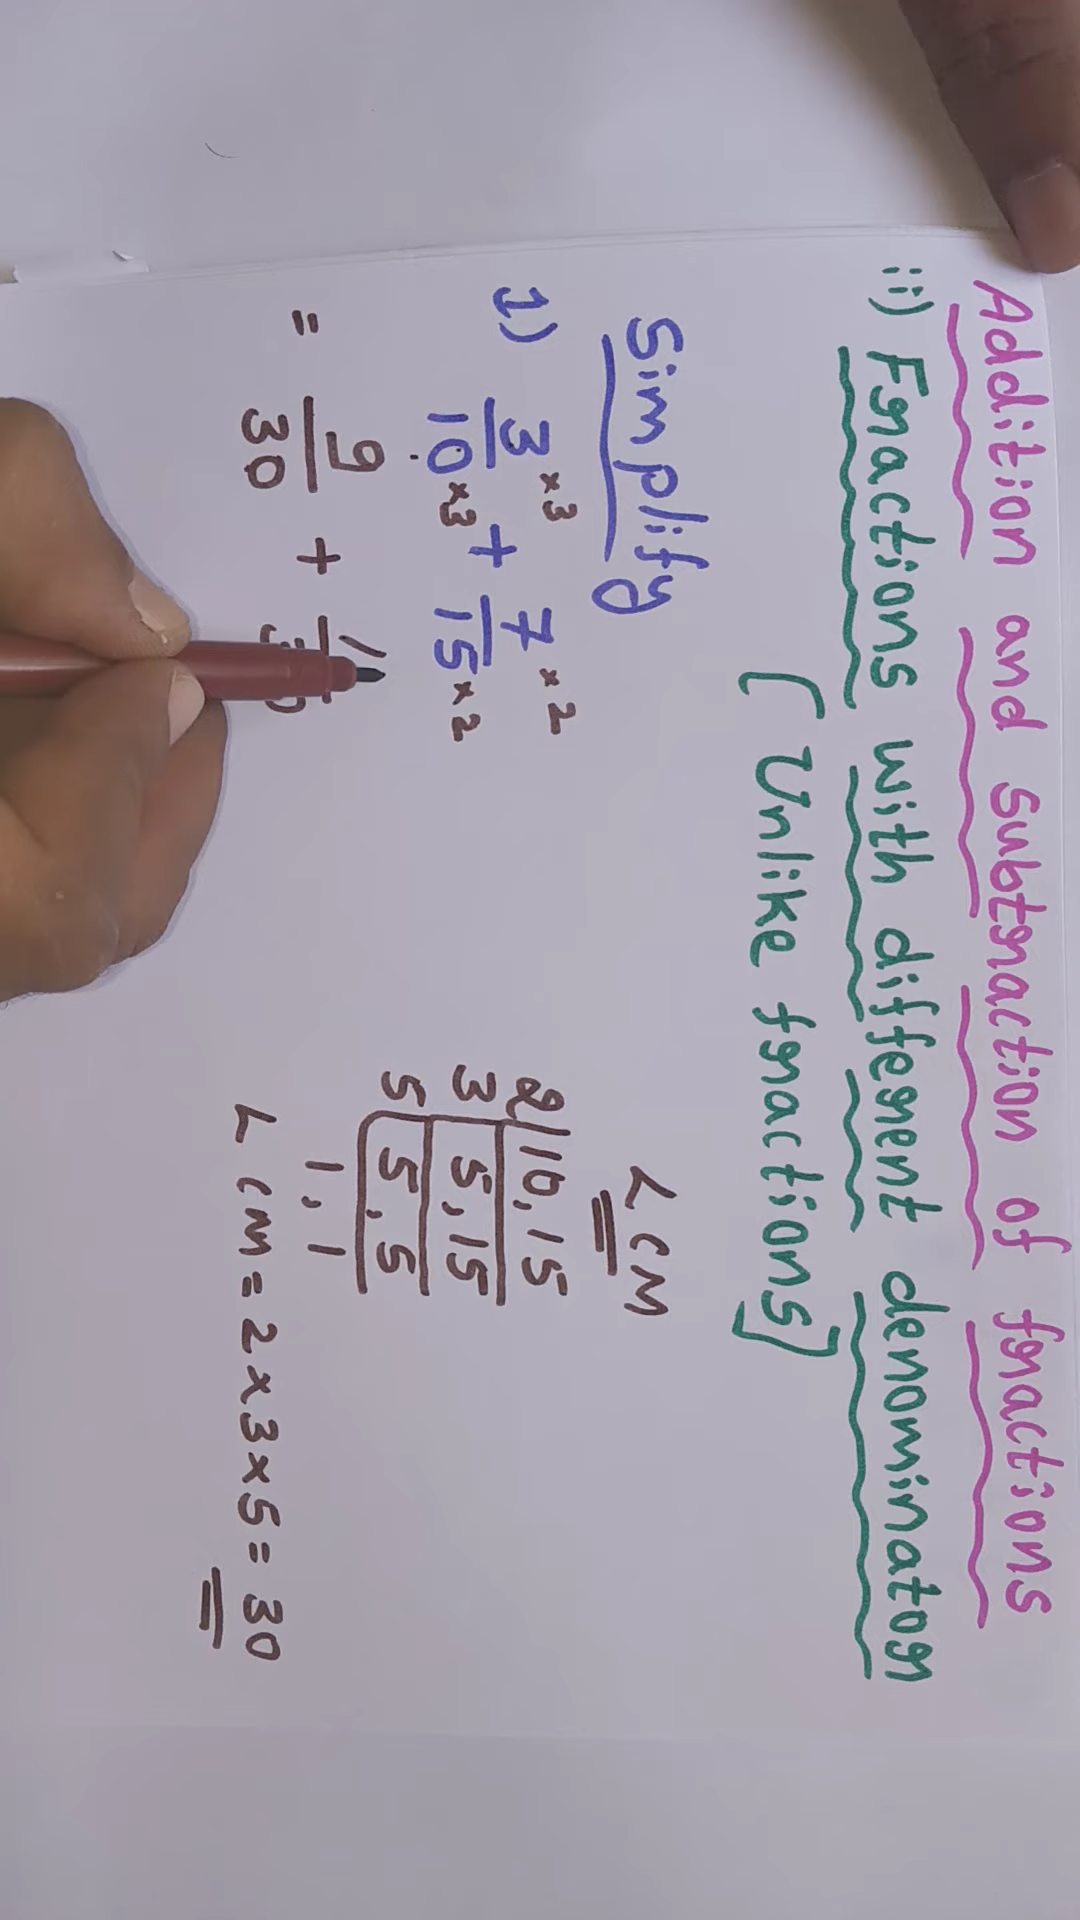 Addition and subtraction of fractions
ii) Fractions with different denominator
[Unlike fractions]
Simplify
LCM
1) 3×3/10×3 + 7×2/15×2
2|10,15
3|5,15
5|5,5
1,1
= 9/30 +
LCM = 2×3×5 = 30